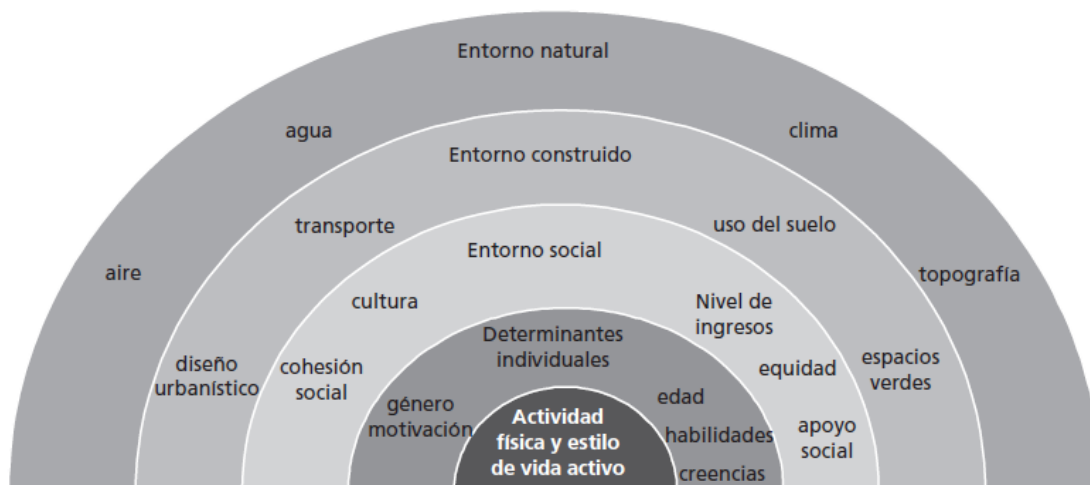 Entorno natural
agua
clima
aire
topografía
Entorno construido
transporte
uso del suelo
diseño
urbanístico
espacios
verdes
Entorno social
cultura
Nivel de
ingresos
cohesión
social
equidad
apoyo
social
Determinantes
individuales
género
motivación
edad
habilidades
creencias
Actividad
física y estilo
de vida activo